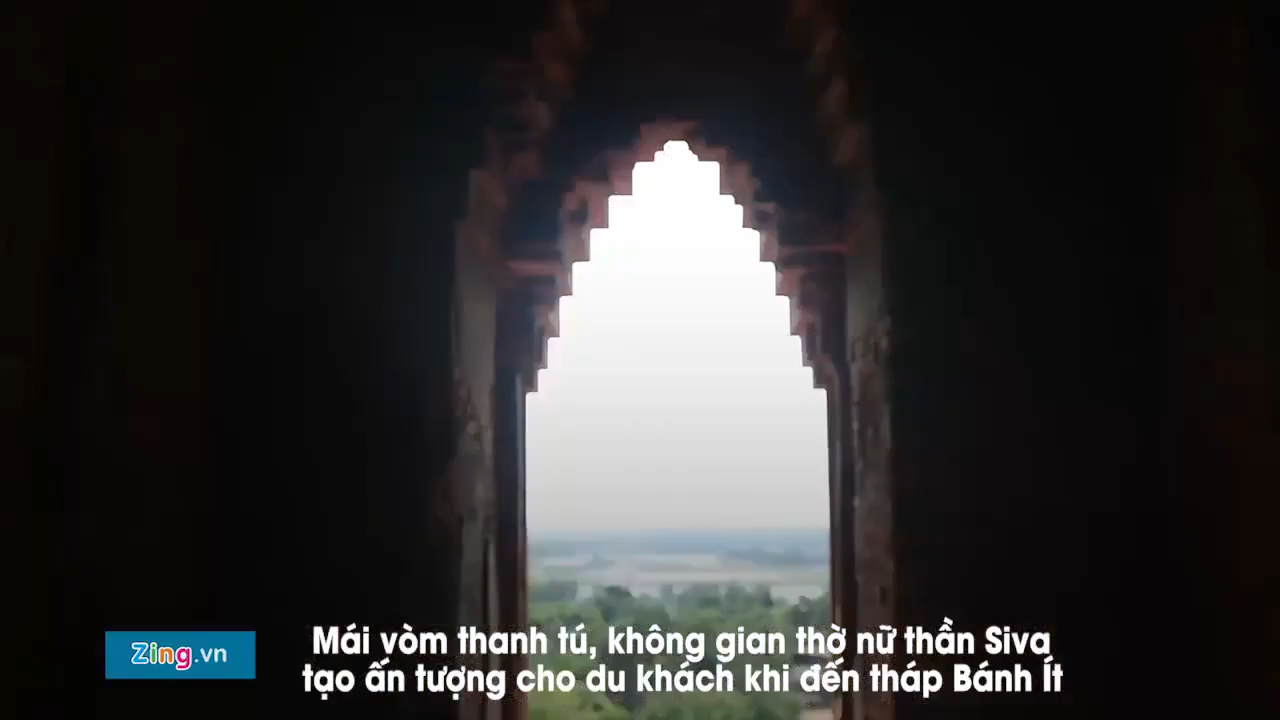 Mái vòm thanh tú, không gian thờ nữ thần Siva
tạo ấn tượng cho du khách khi đến tháp Bánh Ít
Zing.vn